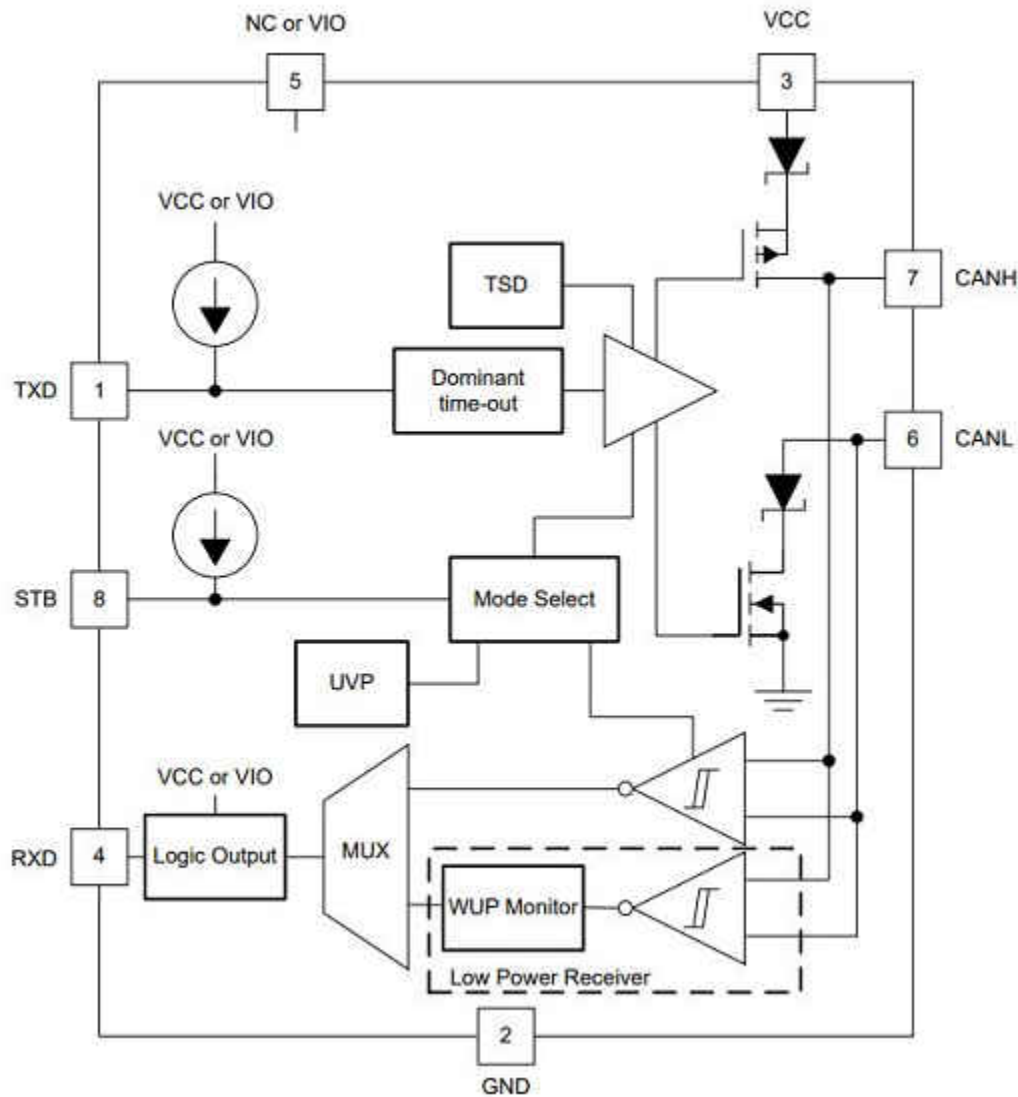 NC or VIO
VCC
5
3
VCC or VIO
TSD
7
CANH
TXD
1
Dominant
time-out
VCC or VIO
6
CANL
STB
8
Mode Select
UVP
VCC or VIO
RXD
4
Logic Output
MUX
WUP Monitor
Low Power Receiver
2
GND